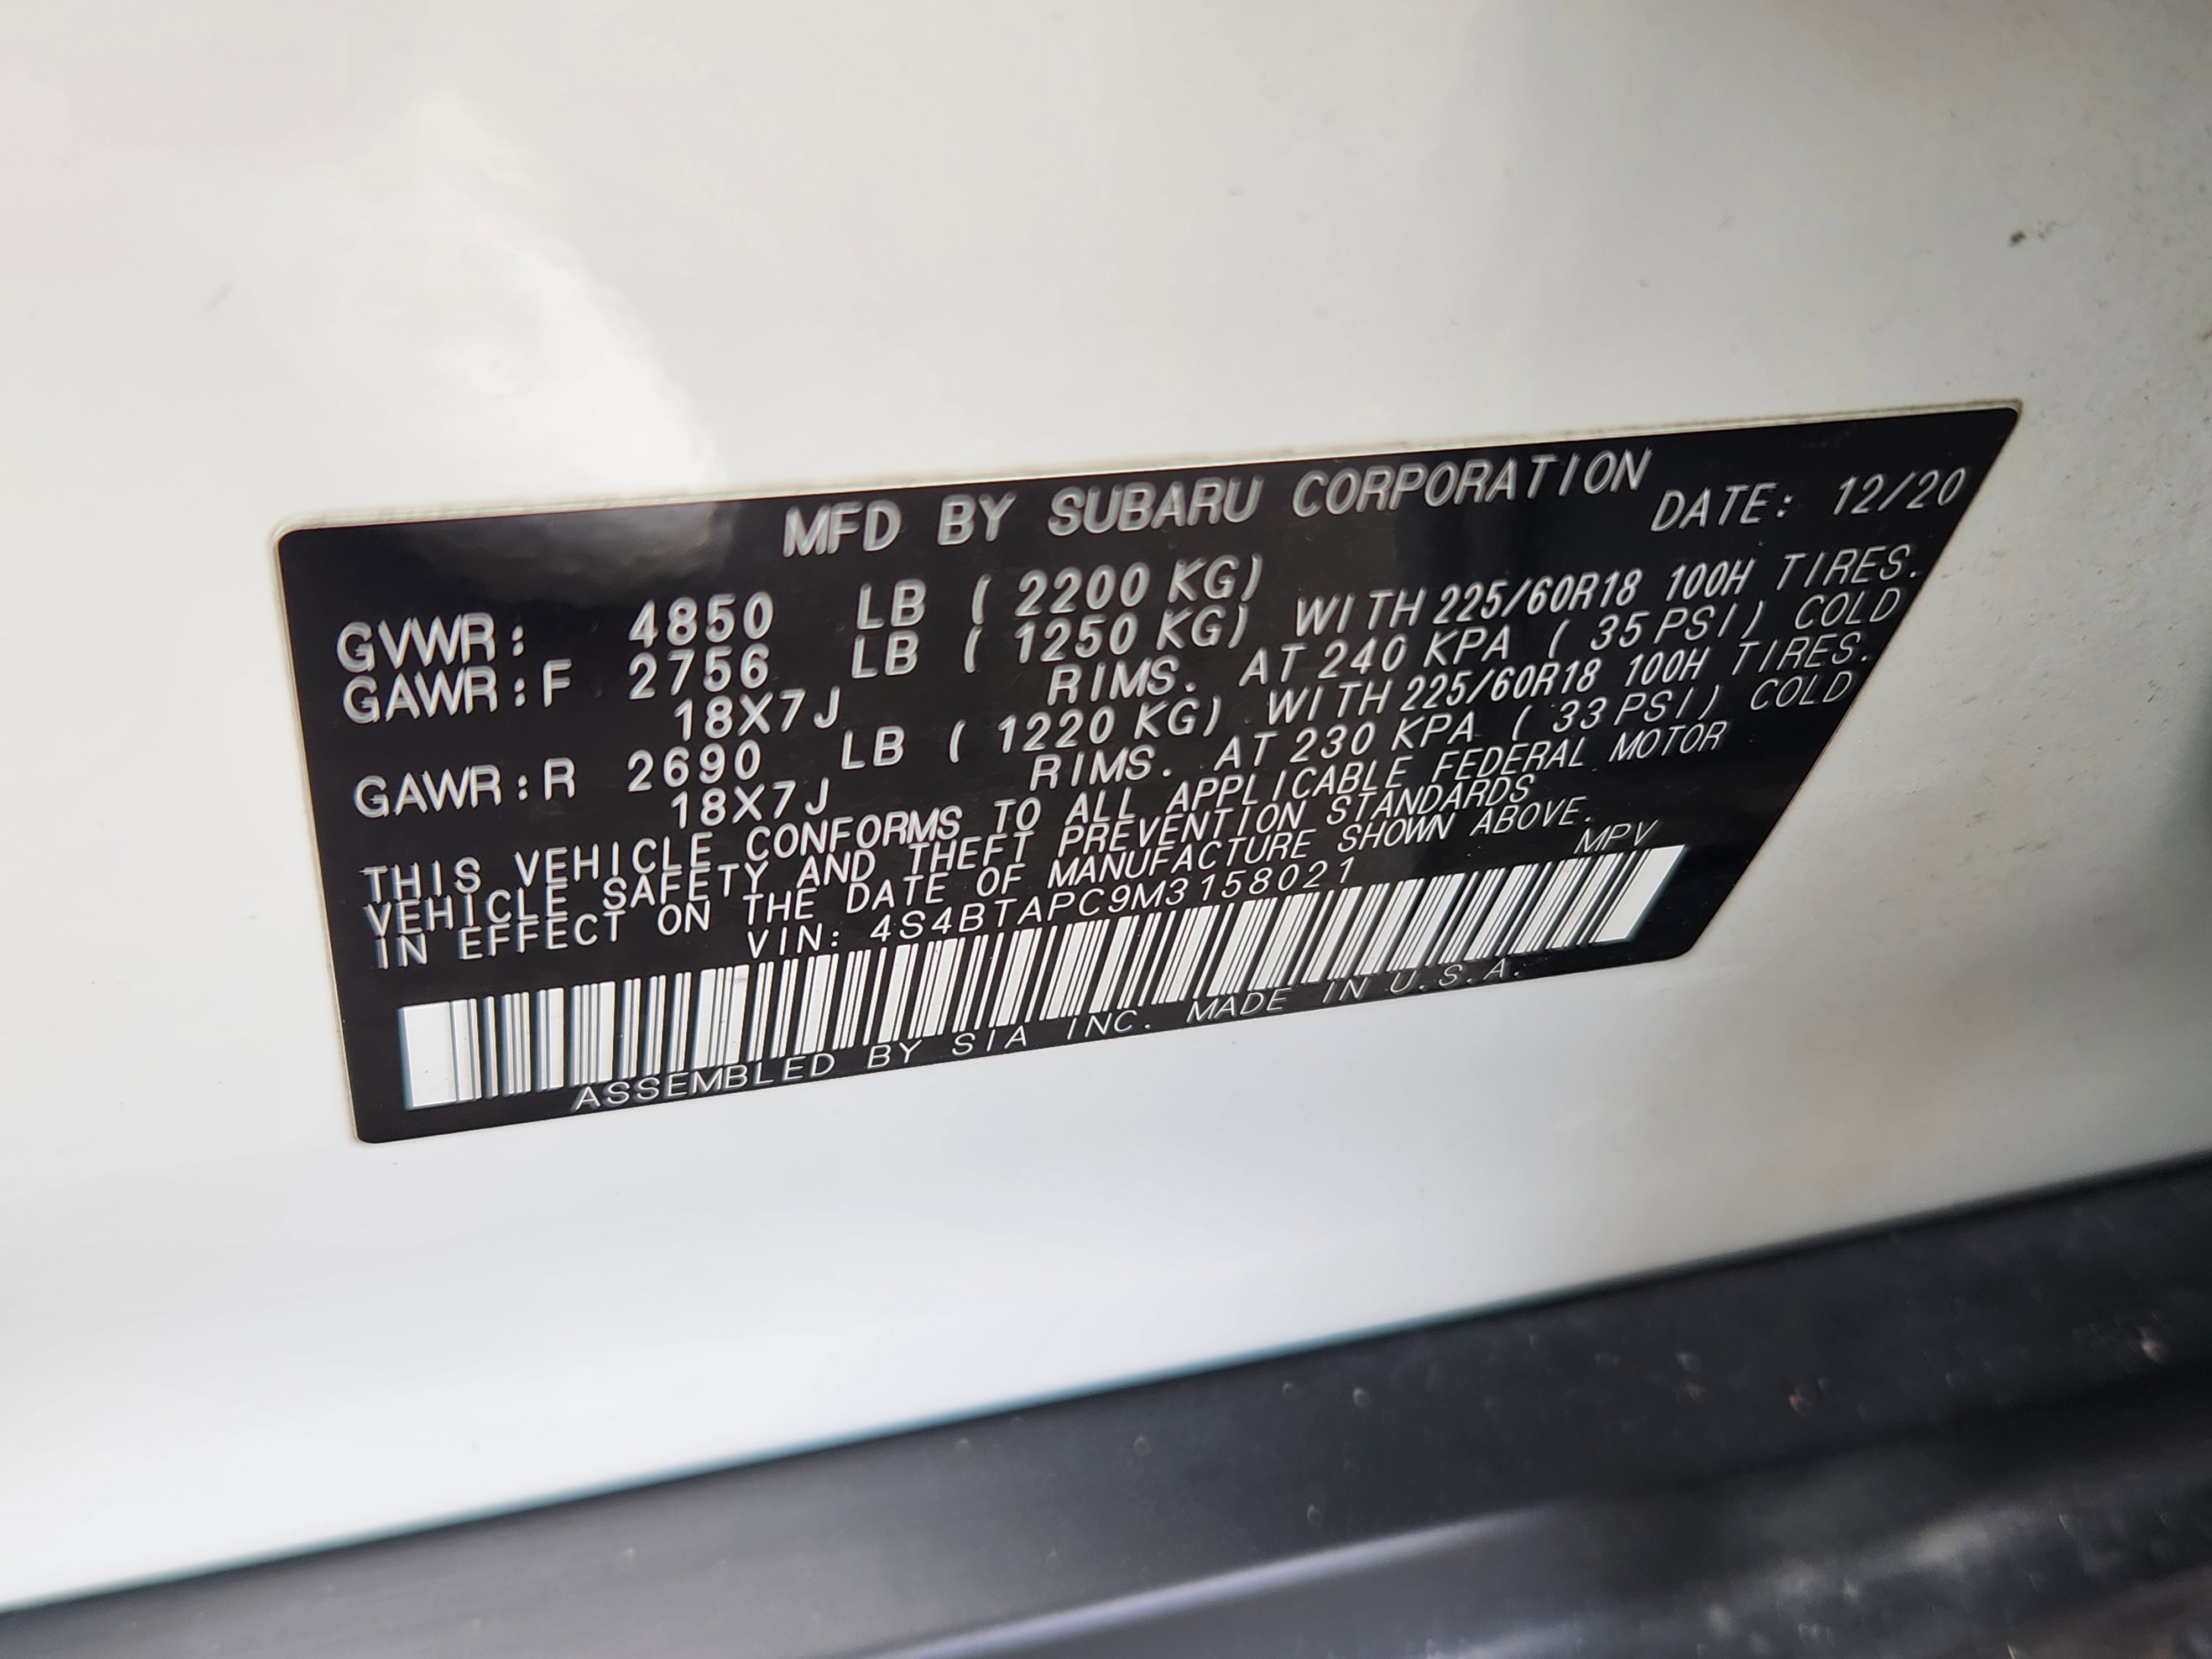 MFD BY SUBARU CORPORATION
DATE: 12/20
GVWR: 4850 LB ( 2200 KG)
GAWR:F 2756 LB ( 1250 KG) WITH 225/60R18 100H TIRES.
18X7J RIMS. AT 240 KPA ( 35 PSI) COLD
GAWR:R 2690 LB ( 1220 KG) WITH 225/60R18 100H TIRES.
18X7J RIMS. AT 230 KPA ( 33 PSI) COLD
THIS VEHICLE CONFORMS TO ALL APPLICABLE FEDERAL MOTOR
VEHICLE SAFETY AND THEFT PREVENTION STANDARDS
IN EFFECT ON THE DATE OF MANUFACTURE SHOWN ABOVE.
VIN: 4S4BTAPC9M3158021 MPV
ASSEMBLED BY SIA INC. MADE IN U.S.A.